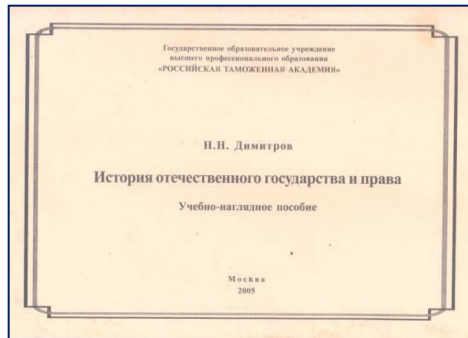 Государственное образовательное учреждение
высшего профессионального образования
«РОССИЙСКАЯ ТАМОЖЕННАЯ АКАДЕМИЯ»
Н.Н. Димитров
История отечественного государства и права
Учебно-наглядное пособие
Москва
2005